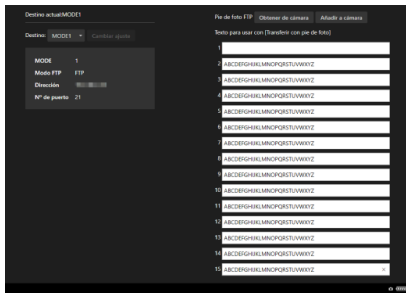 Destino actual:MODE1
Destino: MODE1 Cambiar ajuste
MODE 1
Modo FTP FTP
Dirección
Nº de puerto 21
Pie de foto FTP Obtener de cámara Añadir a cámara
Texto para usar con [Transferir con pie de foto]
1
2 ABCDEFGHIJKLMNOPQRSTUVWXYZ
3 ABCDEFGHIJKLMNOPQRSTUVWXYZ
4 ABCDEFGHIJKLMNOPQRSTUVWXYZ
5 ABCDEFGHIJKLMNOPQRSTUVWXYZ
6 ABCDEFGHIJKLMNOPQRSTUVWXYZ
7 ABCDEFGHIJKLMNOPQRSTUVWXYZ
8 ABCDEFGHIJKLMNOPQRSTUVWXYZ
9 ABCDEFGHIJKLMNOPQRSTUVWXYZ
10 ABCDEFGHIJKLMNOPQRSTUVWXYZ
11 ABCDEFGHIJKLMNOPQRSTUVWXYZ
12 ABCDEFGHIJKLMNOPQRSTUVWXYZ
13 ABCDEFGHIJKLMNOPQRSTUVWXYZ
14 ABCDEFGHIJKLMNOPQRSTUVWXYZ
15 ABCDEFGHIJKLMNOPQRSTUVWXYZ